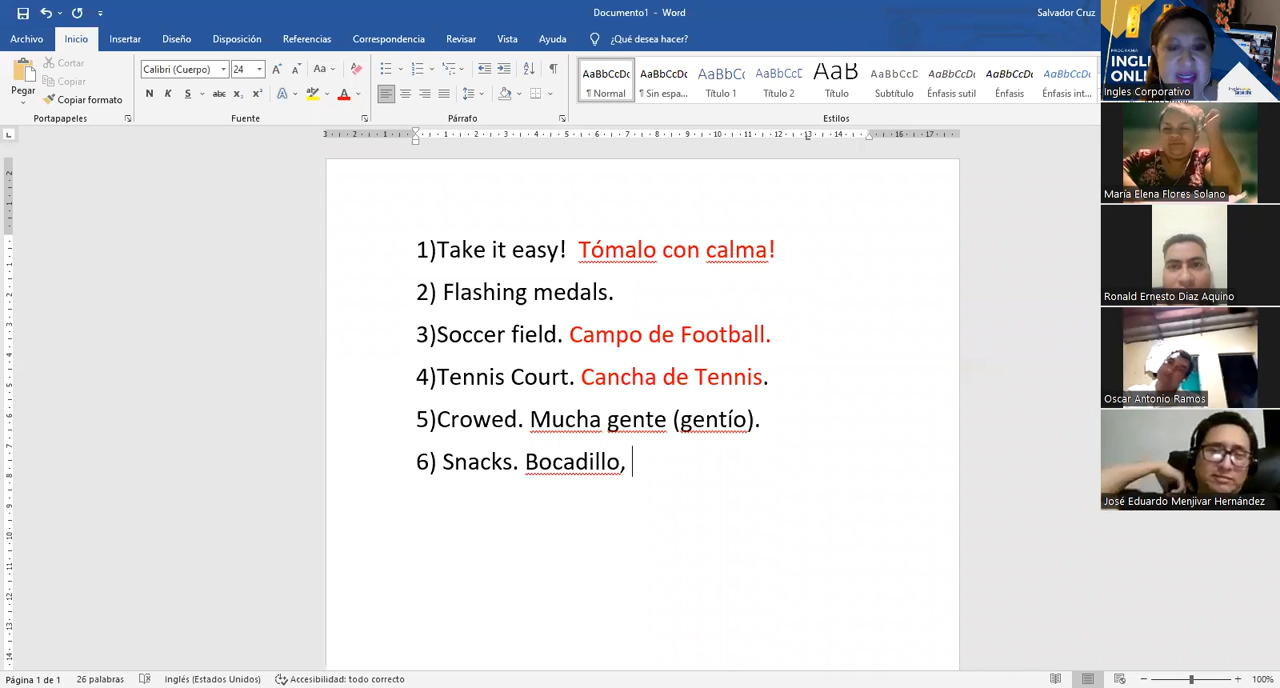 Documento1 - Word
Salvador Cruz
Archivo Inicio Insertar Diseño Disposición Referencias Correspondencia Revisar Vista Ayuda ¿Qué desea hacer?
Pegar
Cortar
Copiar
Copiar formato
Calibri (Cuerpo) 24
Portapapeles Fuente Párrafo Estilos
AaBbCcDc AaBbCcDc AaBbCc AaBbCcD AaB AaBbCcD AaBbCcDc AaBbCcDc AaBbCcDc
¶ Normal ¶ Sin espa... Título 1 Título 2 Título Subtítulo Énfasis sutil Énfasis Énfasis int...
1)Take it easy! Tómalo con calma!
2) Flashing medals.
3)Soccer field. Campo de Football.
4)Tennis Court. Cancha de Tennis.
5)Crowed. Mucha gente (gentío).
6) Snacks. Bocadillo,
Página 1 de 1 26 palabras Inglés (Estados Unidos) Accesibilidad: todo correcto 100%
PROGRAMA
Ingles Corporativo
María Elena Flores Solano
Ronald Ernesto Diaz Aquino
Oscar Antonio Ramos
José Eduardo Menjivar Hernández